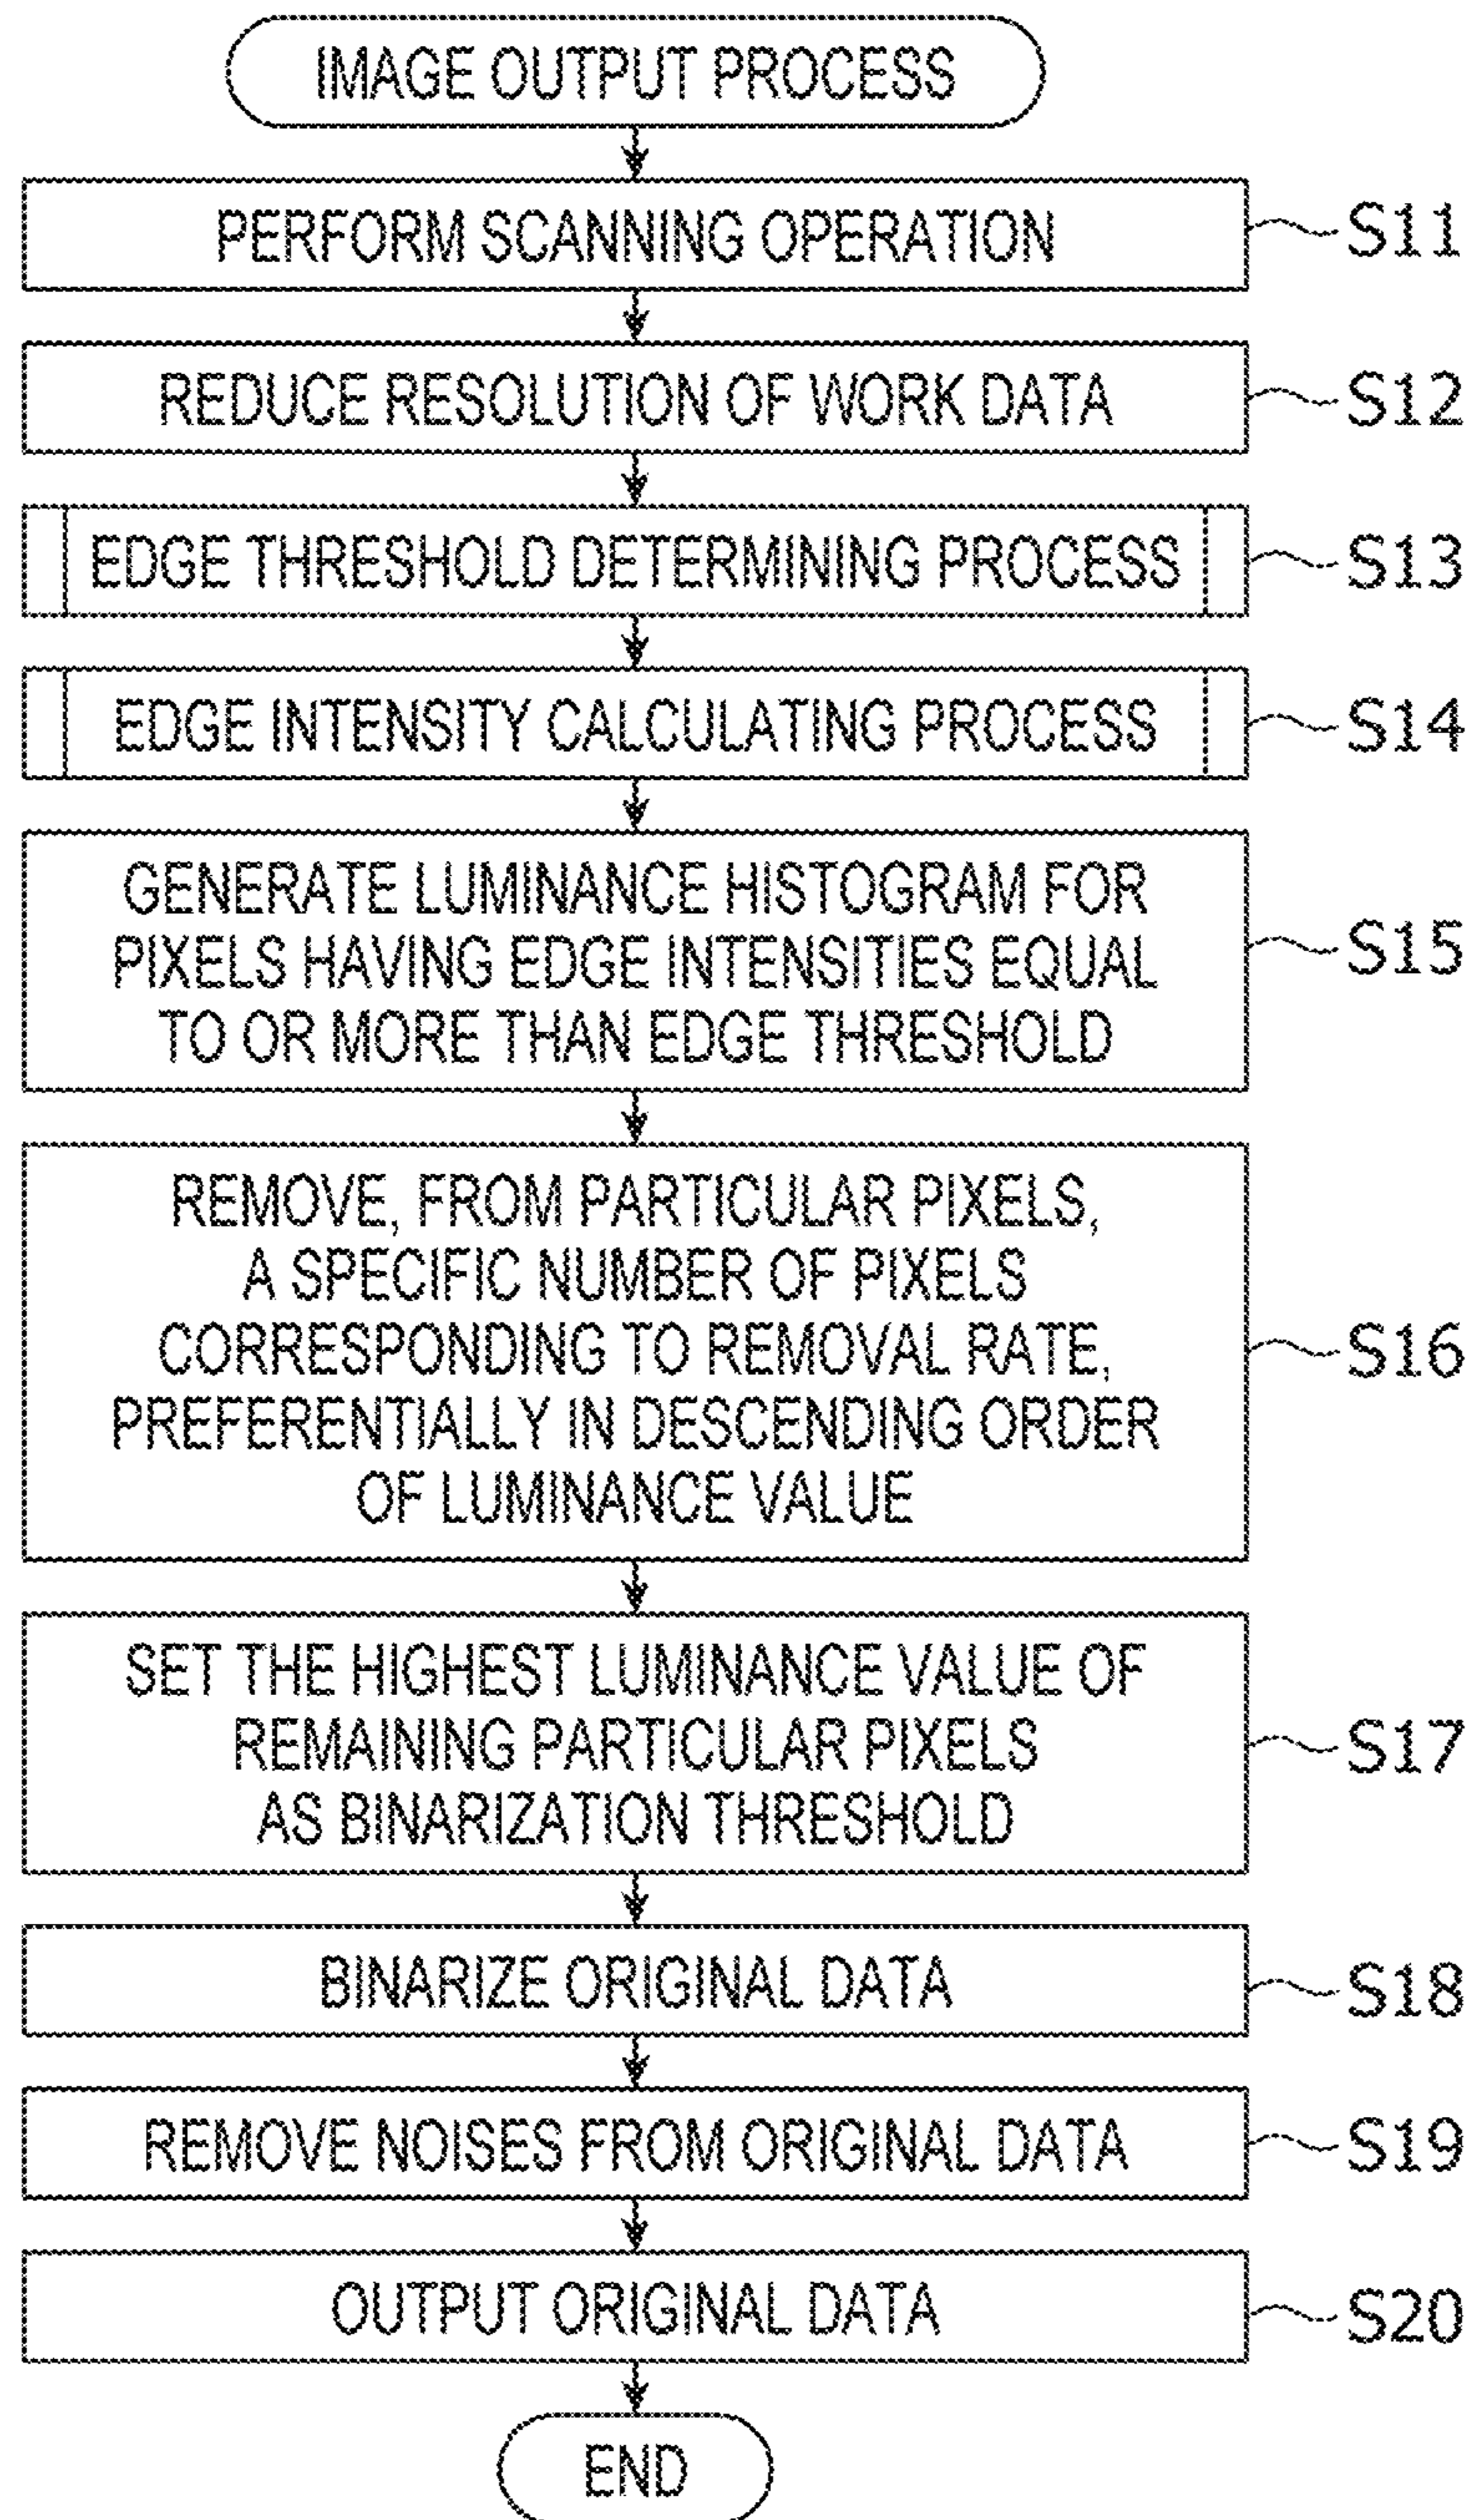 IMAGE OUTPUT PROCESS
PERFORM SCANNING OPERATION
S11
REDUCE RESOLUTION OF WORK DATA
S12
EDGE THRESHOLD DETERMINING PROCESS
S13
EDGE INTENSITY CALCULATING PROCESS
S14
GENERATE LUMINANCE HISTOGRAM FOR
PIXELS HAVING EDGE INTENSITIES EQUAL
TO OR MORE THAN EDGE THRESHOLD
S15
REMOVE, FROM PARTICULAR PIXELS,
A SPECIFIC NUMBER OF PIXELS
CORRESPONDING TO REMOVAL RATE,
PREFERENTIALLY IN DESCENDING ORDER
OF LUMINANCE VALUE
S16
SET THE HIGHEST LUMINANCE VALUE OF
REMAINING PARTICULAR PIXELS
AS BINARIZATION THRESHOLD
S17
BINARIZE ORIGINAL DATA
S18
REMOVE NOISES FROM ORIGINAL DATA
S19
OUTPUT ORIGINAL DATA
S20
END